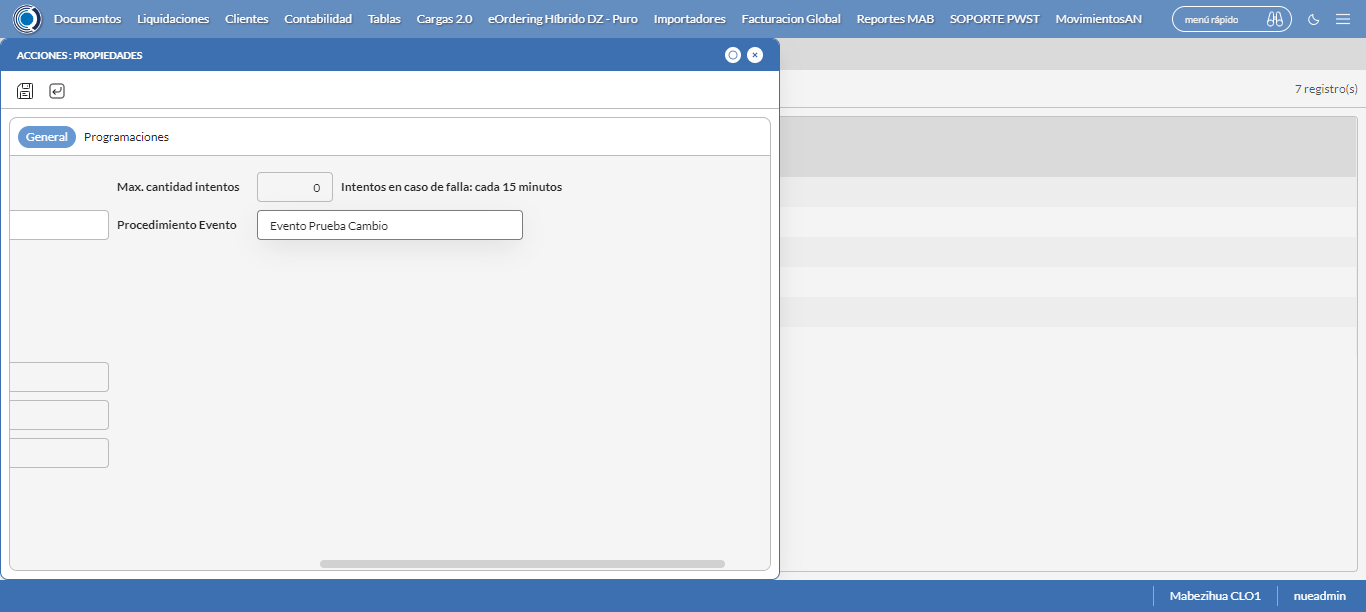 Documentos Liquidaciones Clientes Contabilidad Tablas Cargas 2.0 eOrdering Híbrido DZ - Puro Importadores Facturacion Global Reportes MAB SOPORTE PWST MovimientosAN menú rápido
ACCIONES : PROPIEDADES
7 registro(s)
General Programaciones
Max. cantidad intentos 0 Intentos en caso de falla: cada 15 minutos
Procedimiento Evento Evento Prueba Cambio
Mabezihua CLO1 nueadmin